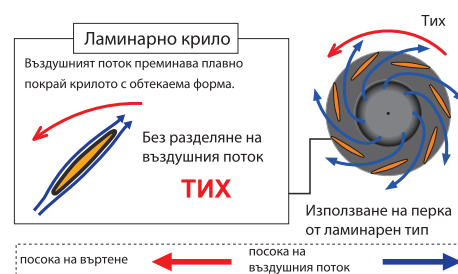 Ламинарно крило
Въздушният поток преминава плавно
покрай крилото с обтекаема форма.
Без разделяне на
въздушния поток
ТИХ
Тих
Използване на перка
от ламинарен тип
посока на въртене
посока на
въздушния поток